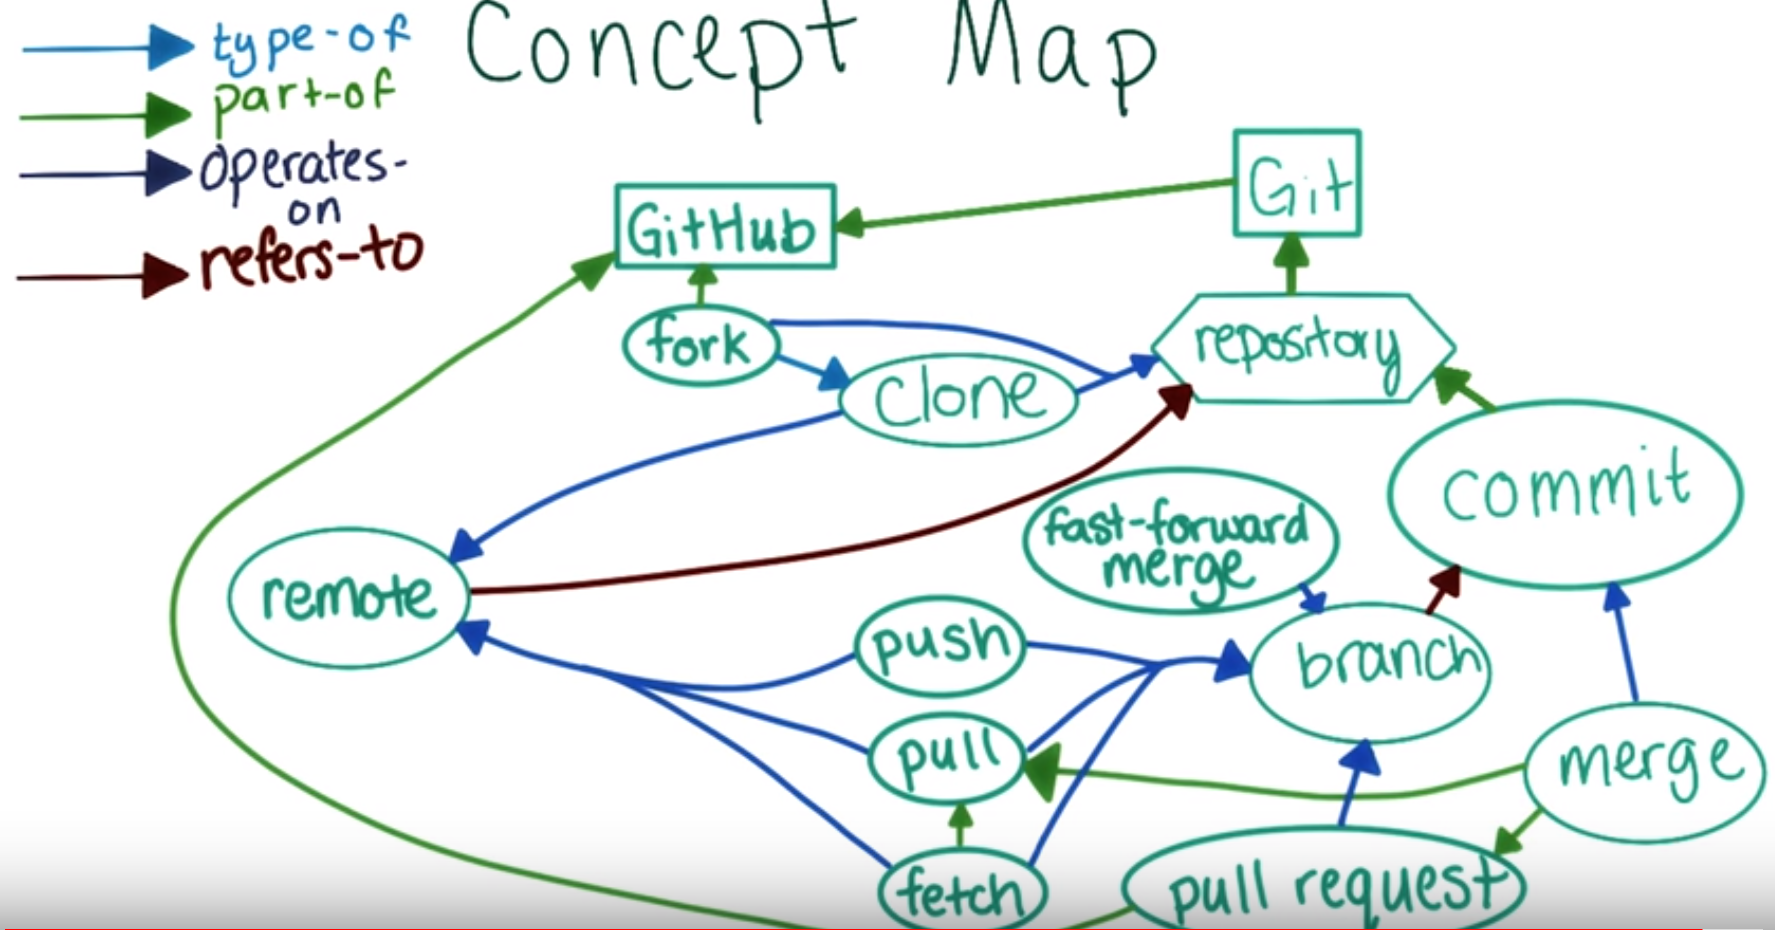 type-of
part-of
operates-
on
refers-to
Concept Map
GitHub
Git
fork
clone
repository
commit
fast-forward
merge
remote
push
branch
pull
merge
fetch
pull request